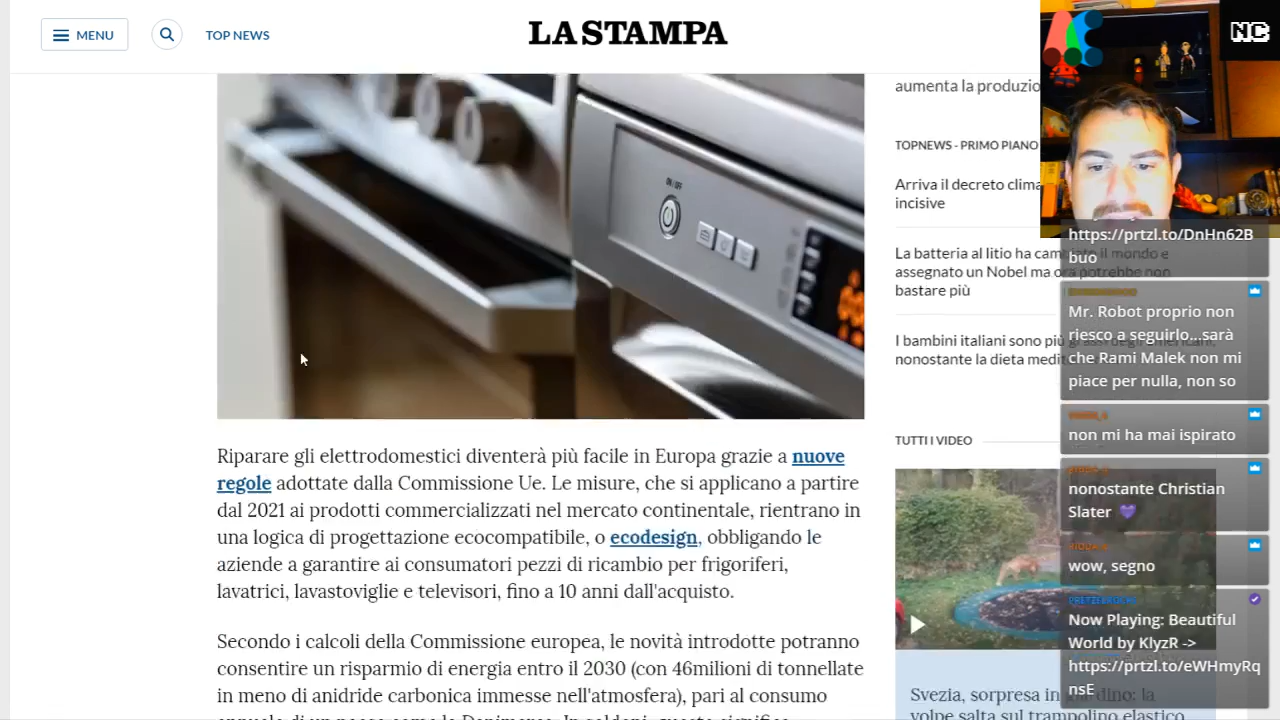 MENU
TOP NEWS
LA STAMPA
NC
ON / OFF
aumenta la produzio
TOPNEWS - PRIMO PIANO
Arriva il decreto clima
incisive
La batteria al litio ha cambiato il mondo e
assegnato un Nobel ma ora potrebbe non
bastare più
I bambini italiani sono più
nonostante la dieta
TUTTI I VIDEO
Riparare gli elettrodomestici diventerà più facile in Europa grazie a nuove
regole adottate dalla Commissione Ue. Le misure, che si applicano a partire
dal 2021 ai prodotti commercializzati nel mercato continentale, rientrano in
una logica di progettazione ecocompatibile, o ecodesign, obbligando le
aziende a garantire ai consumatori pezzi di ricambio per frigoriferi,
lavatrici, lavastoviglie e televisori, fino a 10 anni dall'acquisto.
Secondo i calcoli della Commissione europea, le novità introdotte potranno
consentire un risparmio di energia entro il 2030 (con 46milioni di tonnellate
in meno di anidride carbonica immesse nell'atmosfera), pari al consumo
Svezia, sorpresa in giardino: la
volpe salta sul trampolino elastico
https://prtzl.to/DnHn62B
buo
Mr. Robot proprio non
riesco a seguirlo...sarà
che Rami Malek non mi
piace per nulla, non so
non mi ha mai ispirato
nonostante Christian
Slater 💜
wow, segno
Now Playing: Beautiful
World by KlyzR ->
https://prtzl.to/eWHmyRq
nsE